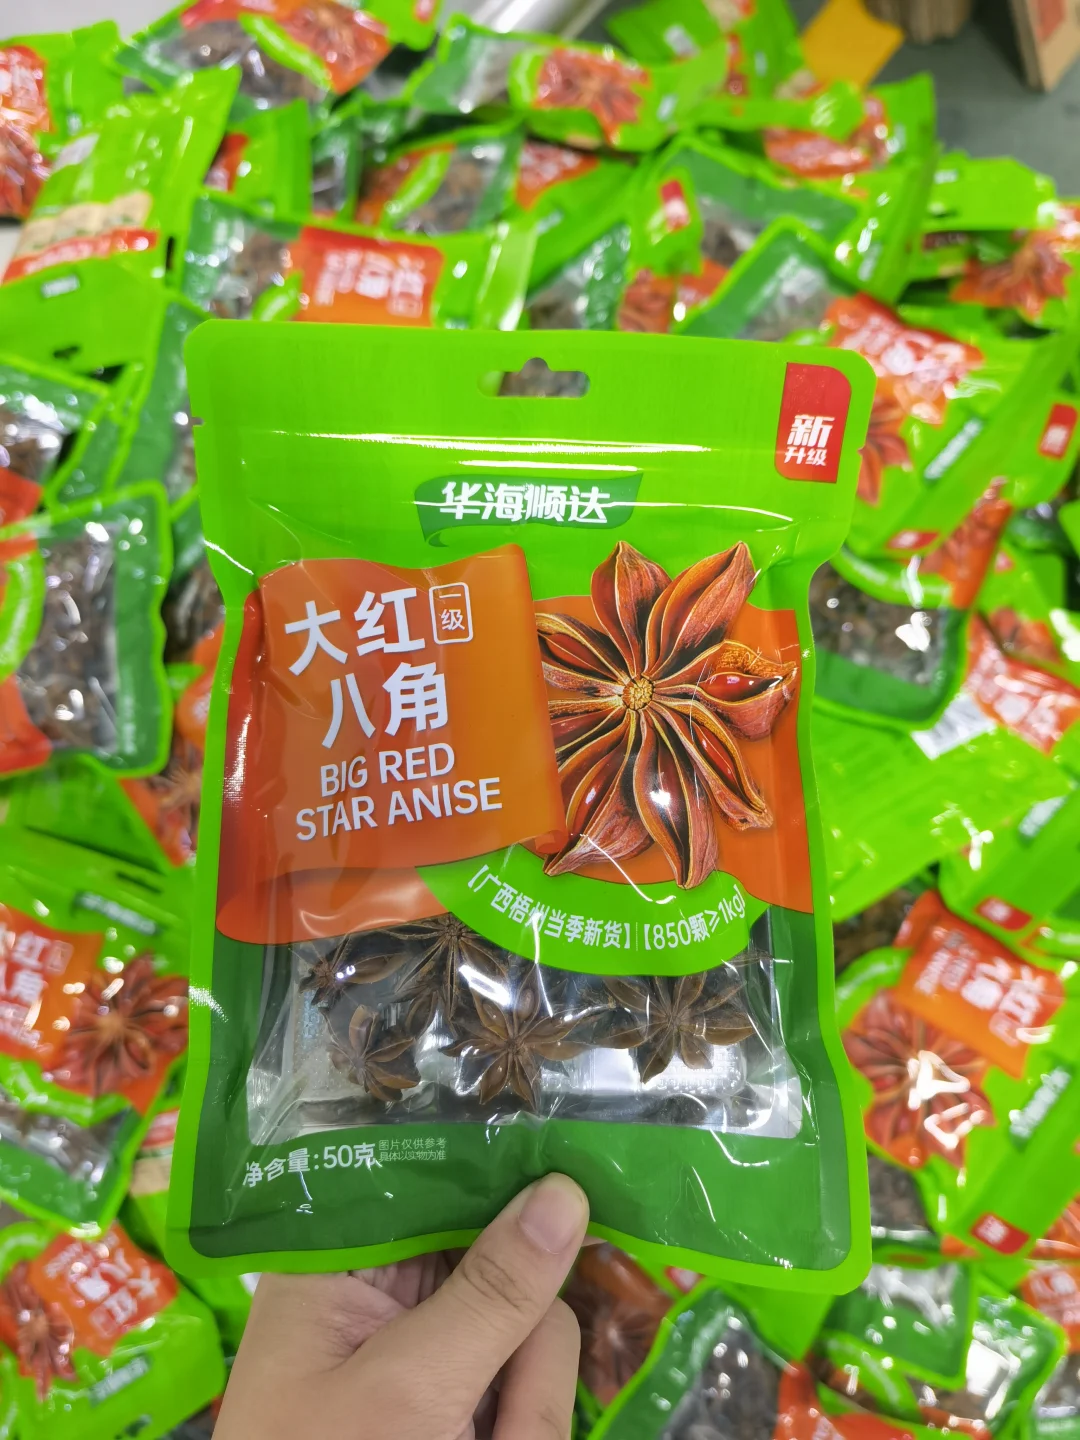 新
升级
华海顺达
大红
一级
八角
BIG RED
STAR ANISE
【广西梧州当季新货】【850颗≥1kg】
净含量:50克
图片仅供参考
具体以实物为准